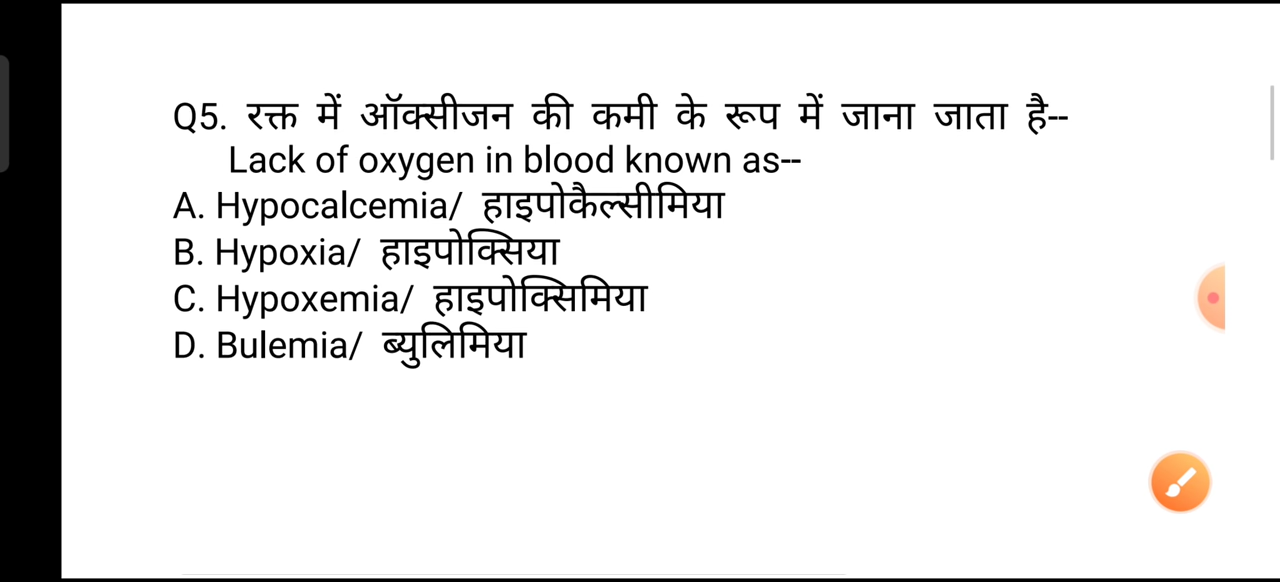 Q5. रक्त में ऑक्सीजन की कमी के रूप में जाना जाता है--
Lack of oxygen in blood known as--
A. Hypocalcemia/ हाइपोकैल्सीमिया
B. Hypoxia/ हाइपोक्सिया
C. Hypoxemia/ हाइपोक्सिमिया
D. Bulemia/ ब्युलिमिया